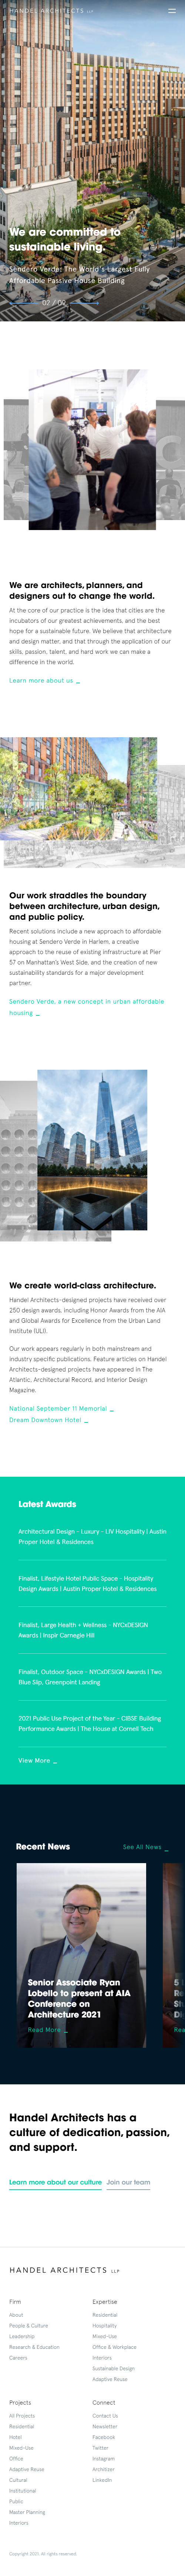 HANDEL ARCHITECTS LLP
We are committed to
sustainable living.
Sendero Verde: The World's Largest Fully
Affordable Passive House Building
02 / 04
We are architects, planners, and
designers out to change the world.
At the core of our practice is the idea that cities are the
incubators of our greatest achievements, and the best
hope for a sustainable future. We believe that architecture
and design matter, and that through the application of our
skills, passion, talent, and hard work we can make a
difference in the world.
Learn more about us
Our work straddles the boundary
between architecture, urban design,
and public policy.
Recent solutions include a new approach to affordable
housing at Sendero Verde in Harlem, a creative
approach to the reuse of existing infrastructure at Pier
57 on Manhattan's West Side, and the creation of new
sustainability standards for a major development
partner.
Sendero Verde, a new concept in urban affordable
housing
We create world-class architecture.
Handel Architects-designed projects have received over
250 design awards, including Honor Awards from the AIA
and Global Awards for Excellence from the Urban Land
Institute (ULI).
Our work appears regularly in both mainstream and
industry specific publications. Feature articles on Handel
Architects-designed projects have appeared in The
Atlantic, Architectural Record, and Interior Design
Magazine.
National September 11 Memorial
Dream Downtown Hotel
Latest Awards
Architectural Design - Luxury - LIV Hospitality | Austin
Proper Hotel & Residences
Finalist, Lifestyle Hotel Public Space - Hospitality
Design Awards | Austin Proper Hotel & Residences
Finalist, Large Health + Wellness - NYCxDESIGN
Awards | Inspir Carnegie Hill
Finalist, Outdoor Space - NYCxDESIGN Awards | Two
Blue Slip, Greenpoint Landing
2021 Public Use Project of the Year - CIBSE Building
Performance Awards | The House at Cornell Tech
View More
Recent News
See All News
Senior Associate Ryan
Lobello to present at AIA
Conference on
Architecture 2021
Read More
Handel Architects has a
culture of dedication, passion,
and support.
Learn more about our culture
Join our team
HANDEL ARCHITECTS LLP
Firm
About
People & Culture
Leadership
Research & Education
Careers
Expertise
Residential
Hospitality
Mixed-Use
Office & Workplace
Interiors
Sustainable Design
Adaptive Reuse
Projects
All Projects
Residential
Hotel
Mixed-Use
Office
Adaptive Reuse
Cultural
Institutional
Public
Master Planning
Interiors
Connect
Contact Us
Newsletter
Facebook
Twitter
Instagram
Architizer
LinkedIn
Copyright 2021. All rights reserved.